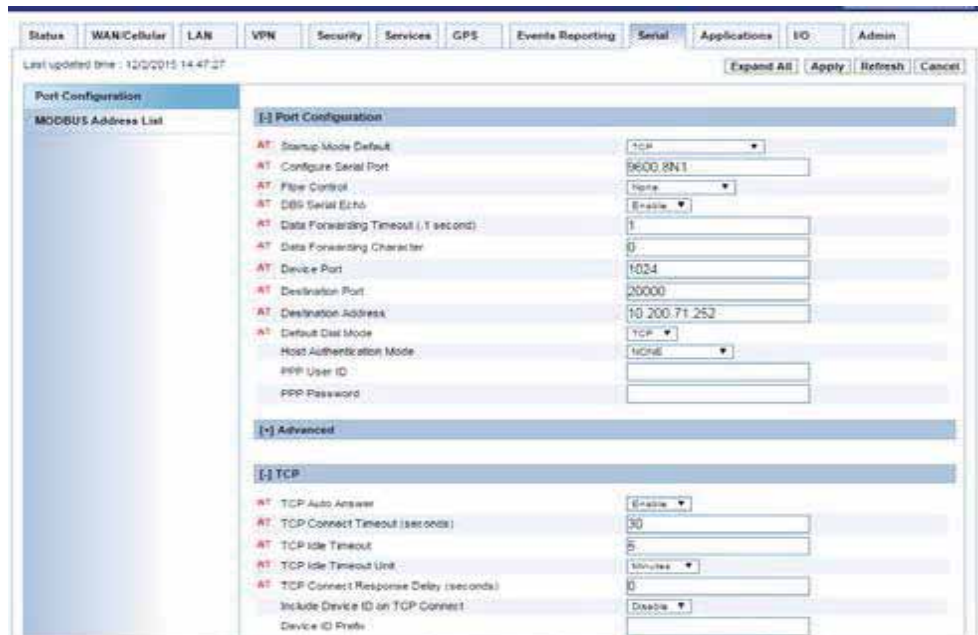 Status WAN/Cellular LAN VPN Security Services GPS Events Reporting Serial Applications I/O Admin
Last updated time : 12/2/2015 14:47:27 Expand All Apply Refresh Cancel
Port Configuration
MODBUS Address List
[-] Port Configuration
AT Startup Mode Default TCP
AT Configure Serial Port 9600,8N1
AT Flow Control None
AT DB9 Serial Echo Enable
AT Data Forwarding Timeout (.1 second) 1
AT Data Forwarding Character 0
AT Device Port 1024
AT Destination Port 20000
AT Destination Address 10.200.71.252
AT Default Dial Mode TCP
Host Authentication Mode NONE
PPP User ID
PPP Password
[+] Advanced
[-] TCP
AT TCP Auto Answer Enable
AT TCP Connect Timeout (seconds) 30
AT TCP Idle Timeout 5
AT TCP Idle Timeout Unit Minutes
AT TCP Connect Response Delay (seconds) 0
Include Device ID on TCP Connect Disable
Device ID Prefix